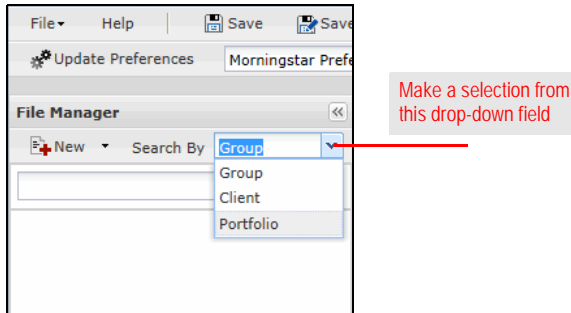 File Help Save Save
Update Preferences Morningstar Prefe
File Manager
New Search By Group
Group
Client
Portfolio
Make a selection from
this drop-down field